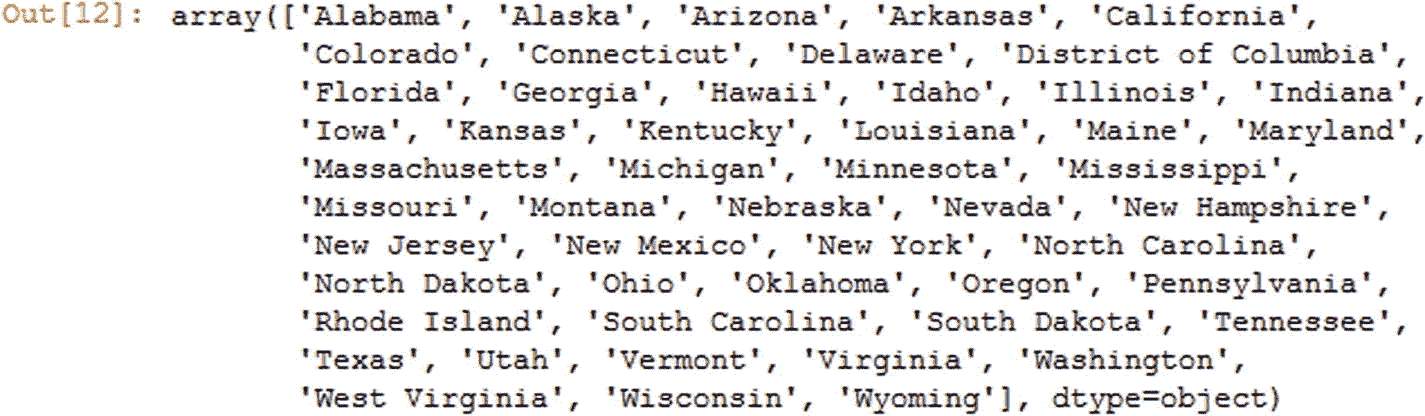 Out[12]: array(['Alabama', 'Alaska', 'Arizona', 'Arkansas', 'California',
'Colorado', 'Connecticut', 'Delaware', 'District of Columbia',
'Florida', 'Georgia', 'Hawaii', 'Idaho', 'Illinois', 'Indiana',
'Iowa', 'Kansas', 'Kentucky', 'Louisiana', 'Maine', 'Maryland',
'Massachusetts', 'Michigan', 'Minnesota', 'Mississippi',
'Missouri', 'Montana', 'Nebraska', 'Nevada', 'New Hampshire',
'New Jersey', 'New Mexico', 'New York', 'North Carolina',
'North Dakota', 'Ohio', 'Oklahoma', 'Oregon', 'Pennsylvania',
'Rhode Island', 'South Carolina', 'South Dakota', 'Tennessee',
'Texas', 'Utah', 'Vermont', 'Virginia', 'Washington',
'West Virginia', 'Wisconsin', 'Wyoming'], dtype=object)